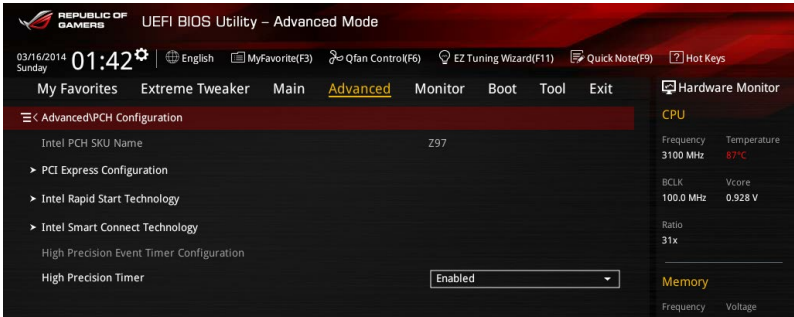 REPUBLIC OF
GAMERS
UEFI BIOS Utility – Advanced Mode
03/16/2014
Sunday
01:42
English
MyFavorite(F3)
Qfan Control(F6)
EZ Tuning Wizard(F11)
Quick Note(F9)
? Hot Keys
My Favorites
Extreme Tweaker
Main
Advanced
Monitor
Boot
Tool
Exit
Hardware Monitor
Advanced\PCH Configuration
Intel PCH SKU Name
Z97
> PCI Express Configuration
> Intel Rapid Start Technology
> Intel Smart Connect Technology
High Precision Event Timer Configuration
High Precision Timer
Enabled
CPU
Frequency Temperature
3100 MHz 87°C
BCLK Vcore
100.0 MHz 0.928 V
Ratio
31x
Memory
Frequency Voltage